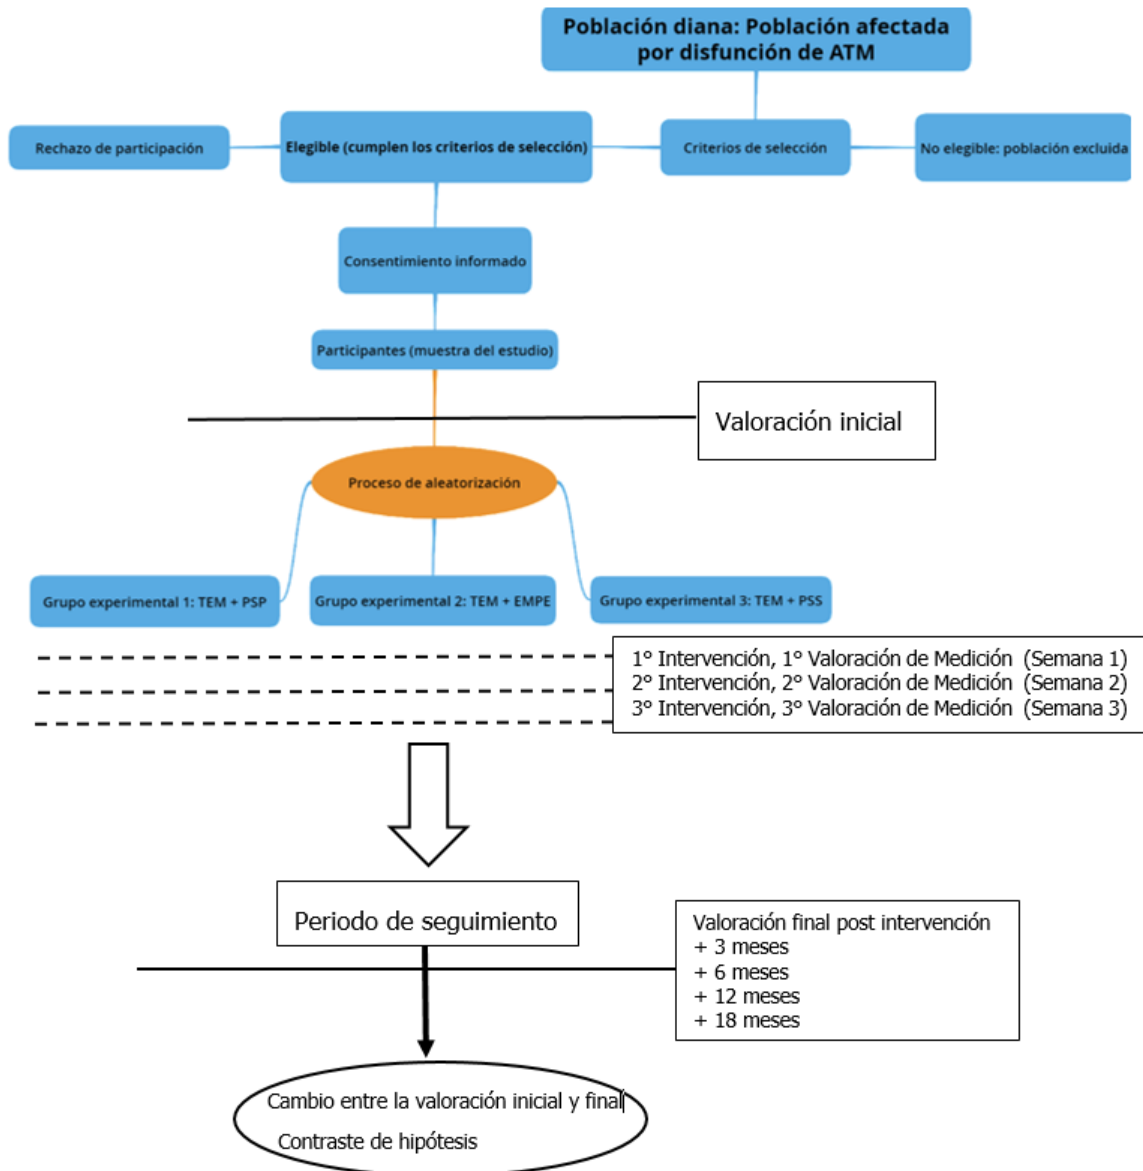 Población diana: Población afectada
por disfunción de ATM
Rechazo de participación
Elegible (cumplen los criterios de selección)
Criterios de selección
No elegible: población excluida
Consentimiento informado
Participantes (muestra del estudio)
Valoración inicial
Proceso de aleatorización
Grupo experimental 1: TEM + PSP
Grupo experimental 2: TEM + EMPE
Grupo experimental 3: TEM + PSS
1° Intervención, 1° Valoración de Medición (Semana 1)
2° Intervención, 2° Valoración de Medición (Semana 2)
3° Intervención, 3° Valoración de Medición (Semana 3)
Periodo de seguimiento
Valoración final post intervención
+ 3 meses
+ 6 meses
+ 12 meses
+ 18 meses
Cambio entre la valoración inicial y final
Contraste de hipótesis